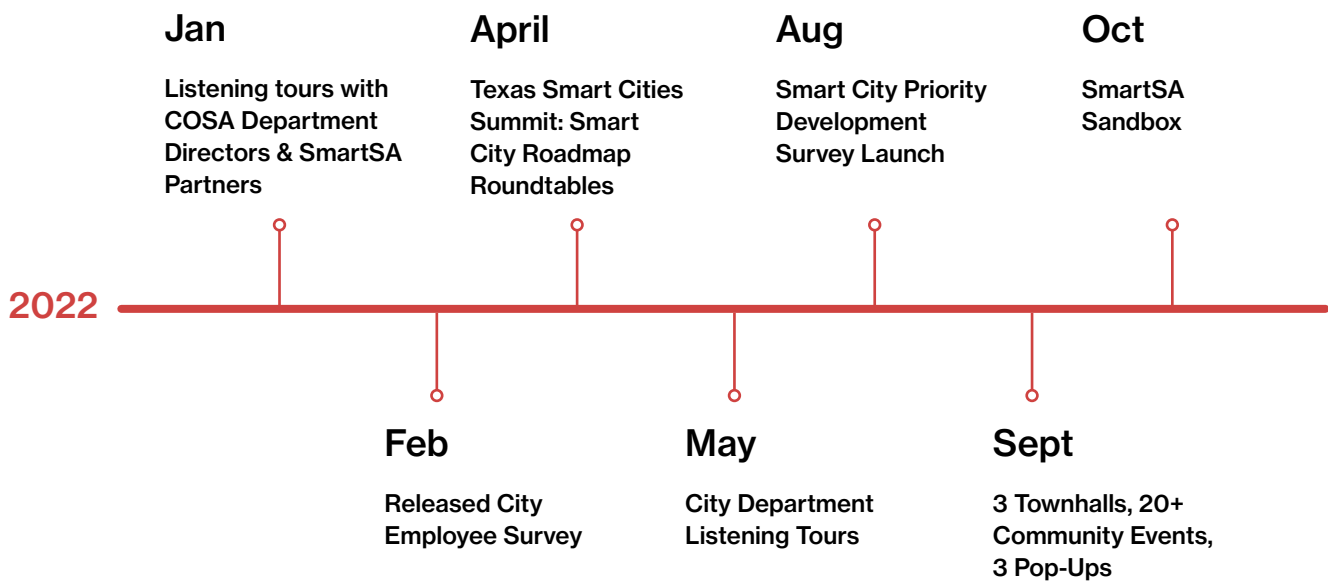 Jan
Listening tours with
COSA Department
Directors & SmartSA
Partners
April
Texas Smart Cities
Summit: Smart
City Roadmap
Roundtables
Aug
Smart City Priority
Development
Survey Launch
Oct
SmartSA
Sandbox
2022
Feb
Released City
Employee Survey
May
City Department
Listening Tours
Sept
3 Townhalls, 20+
Community Events,
3 Pop-Ups